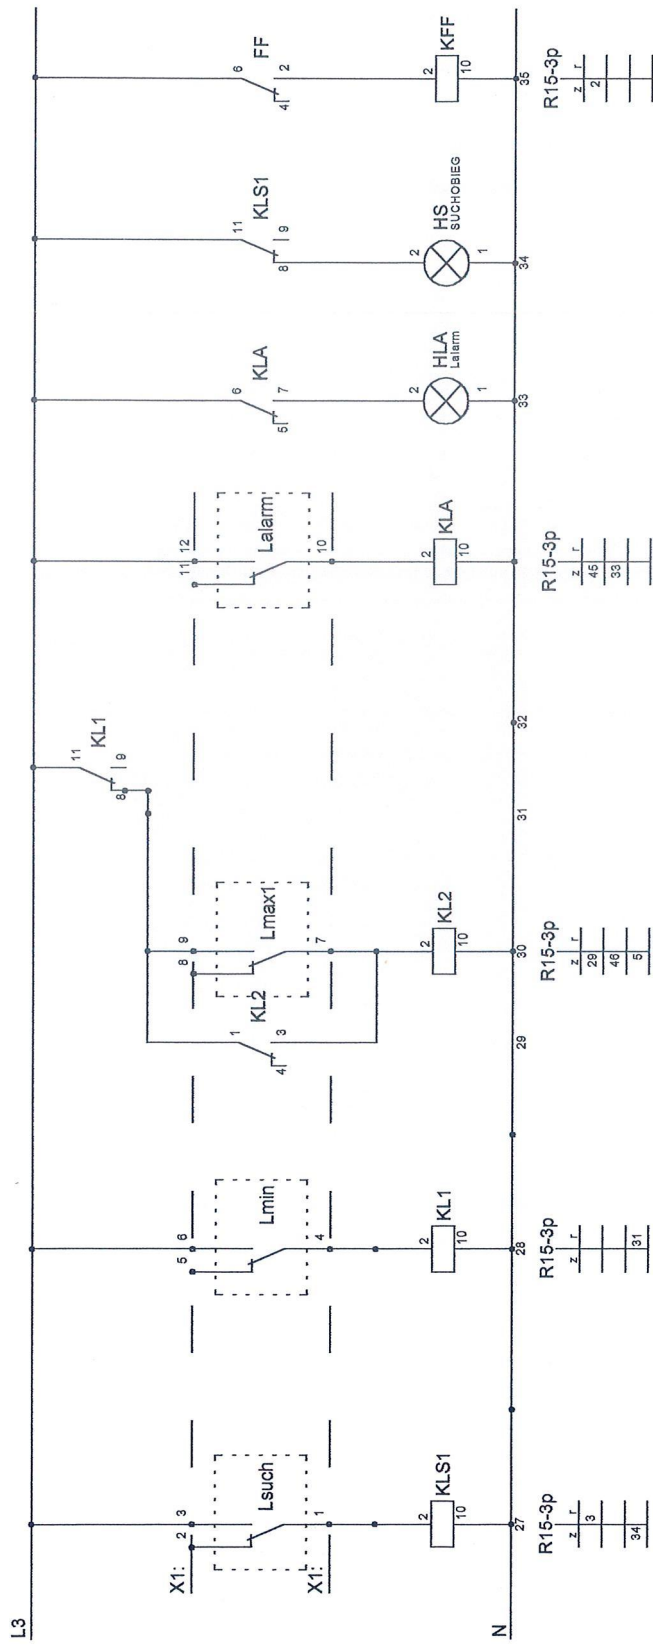 L3
X1:
2 3
Lsuch
X1:
1
KLS1
2
10
N
27
R15-3p
z r
3
34
5 6
Lmin
4
KL1
2
10
28
R15-3p
z r
31
KL2
1
4
3
29
8 9
Lmax1
7
KL2
2
10
30
R15-3p
z r
29
46
5
KL1
11
8 9
31
32
11 12
Lalarm
10
KLA
2
10
R15-3p
z r
45
33
KLA
6
5
7
HLA
Lalarm
2
1
33
KLS1
11
8
9
HS
SUCHOBIEG
2
1
34
FF
6
4
2
KFF
2
10
35
R15-3p
z r
2